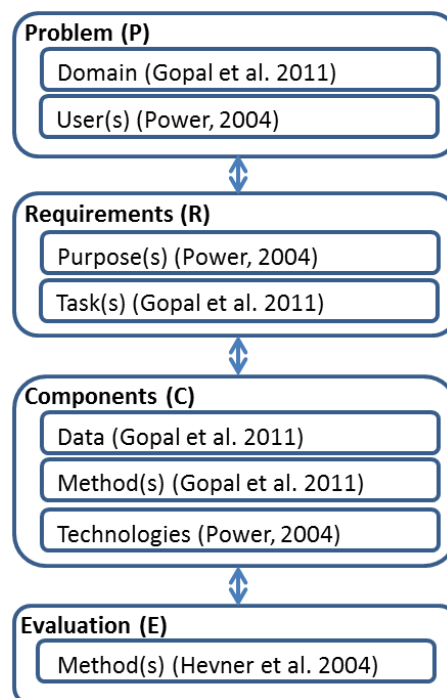 Problem (P)
Domain (Gopal et al. 2011)
User(s) (Power, 2004)
Requirements (R)
Purpose(s) (Power, 2004)
Task(s) (Gopal et al. 2011)
Components (C)
Data (Gopal et al. 2011)
Method(s) (Gopal et al. 2011)
Technologies (Power, 2004)
Evaluation (E)
Method(s) (Hevner et al. 2004)